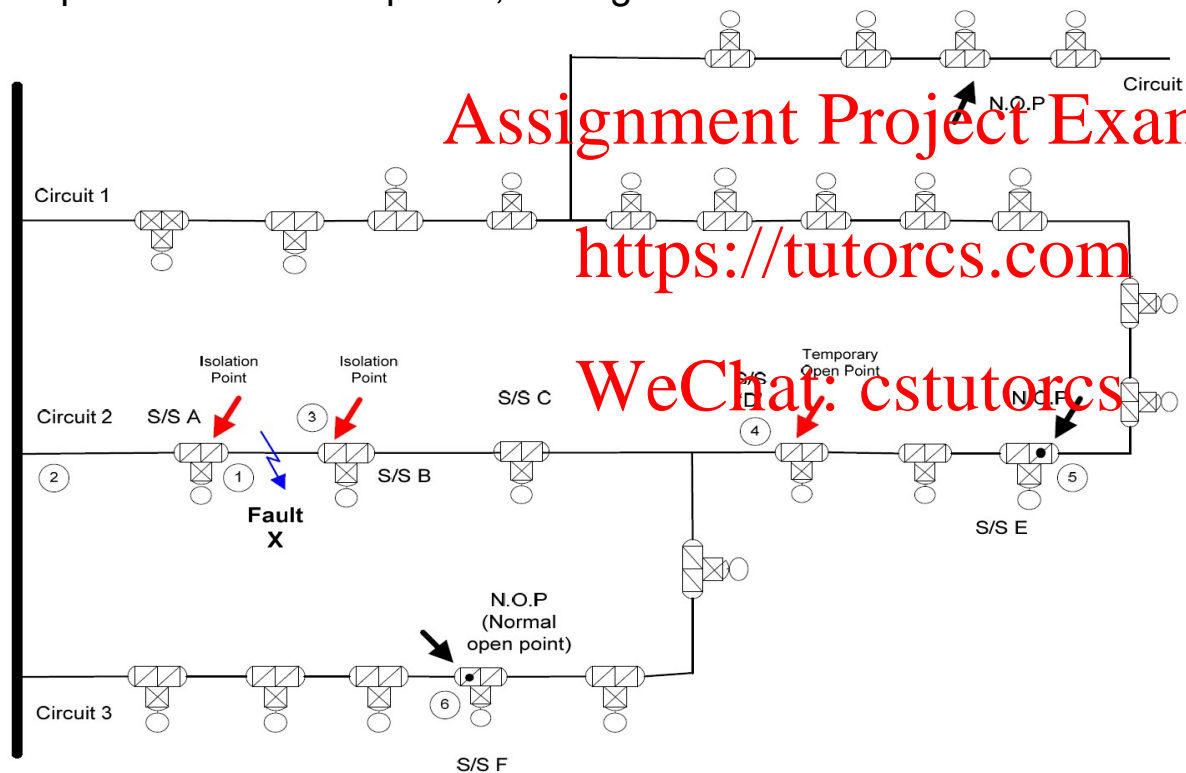 Circuit
N.O.P
Assignment Project Exam
Circuit 1
https://tutorcs.com
Isolation
Point
Isolation
Point
Temporary
Open Point
WeChat: cstutorcs
S/S
'D'
N.O.P
Circuit 2
S/S A
3
S/S C
4
2
1
S/S B
5
Fault
X
S/S E
N.O.P
(Normal
open point)
6
Circuit 3
S/S F